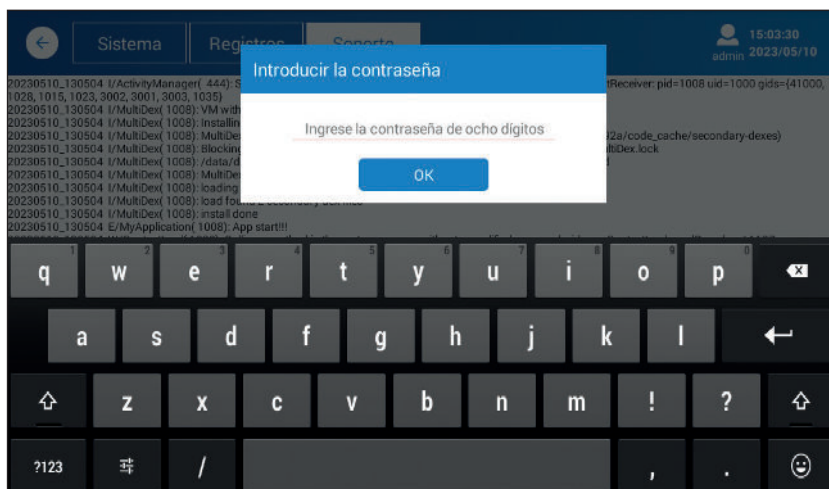 Sistema
Registros
Soporte
admin
15:03:30
2023/05/10
Introducir la contraseña
Ingrese la contraseña de ocho dígitos
OK
20230510_130504 I/ActivityManager( 444): S
tReceiver: pid=1008 uid=1000 gids={41000,
1028, 1015, 1023, 3002, 3001, 3003, 1035}
20230510_130504 I/MultiDex( 1008): VM with
20230510_130504 I/MultiDex( 1008): Installin
20230510_130504 I/MultiDex( 1008): MultiDe
92a/code_cache/secondary-dexes)
20230510_130504 I/MultiDex( 1008): Blocking
ltiDex.lock
20230510_130504 I/MultiDex( 1008): /data/d
20230510_130504 I/MultiDex( 1008): MultiDe
20230510_130504 I/MultiDex( 1008): loading
20230510_130504 I/MultiDex( 1008): load
20230510_130504 I/MultiDex( 1008): install done
20230510_130504 E/MyApplication( 1008): App start!!!
1 2 3 4 5 6 7 8 9 0
q w e r t y u i o p
a s d f g h j k l
z x c v b n m ! ?
?123 / , .